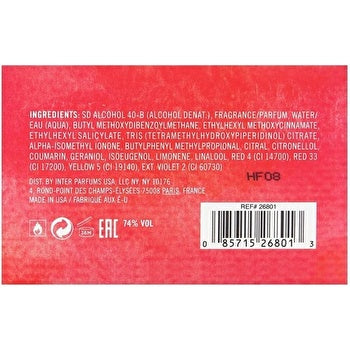 INGREDIENTS: SD ALCOHOL 40-B (ALCOHOL DENAT.), FRAGRANCE/PARFUM, WATER/
EAU (AQUA), BUTYL METHOXYDIBENZOYLMETHANE, ETHYLHEXYL METHOXYCINNAMATE,
ETHYLHEXYL SALICYLATE, TRIS (TETRAMETHYLHYDROXYPIPERIDINOL) CITRATE,
ALPHA-ISOMETHYL IONONE, BUTYLPHENYL METHYLPROPIONAL, CITRAL, CITRONELLOL,
COUMARIN, GERANIOL, ISOEUGENOL, LIMONENE, LINALOOL, RED 4 (CI 14700), RED 33
(CI 17200), YELLOW 5 (CI 19140), EXT. VIOLET 2 (CI 60730)
HF08
DIST. BY INTER PARFUMS USA, LLC NY, NY 10176
4, ROND-POINT DES CHAMPS-ELYSEES 75008 PARIS, FRANCE
MADE IN USA / FABRIQUE AUX É-U
REF# 26801
24M
EAC
74% VOL
0 85715 26801 3